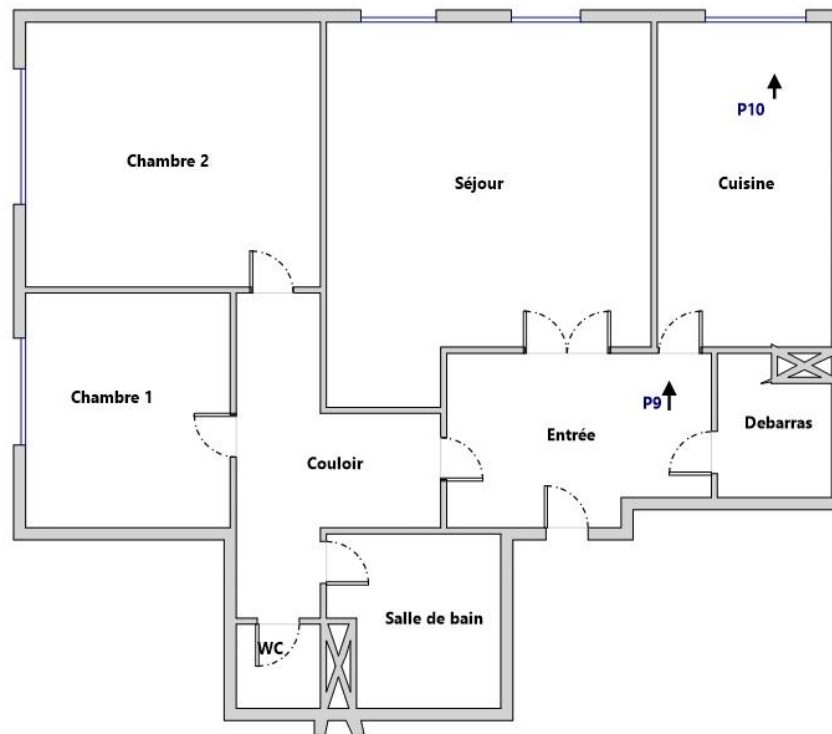 P10
Chambre 2
Séjour
Cuisine
Chambre 1
P9
Entrée
Debarras
Couloir
Salle de bain
WC